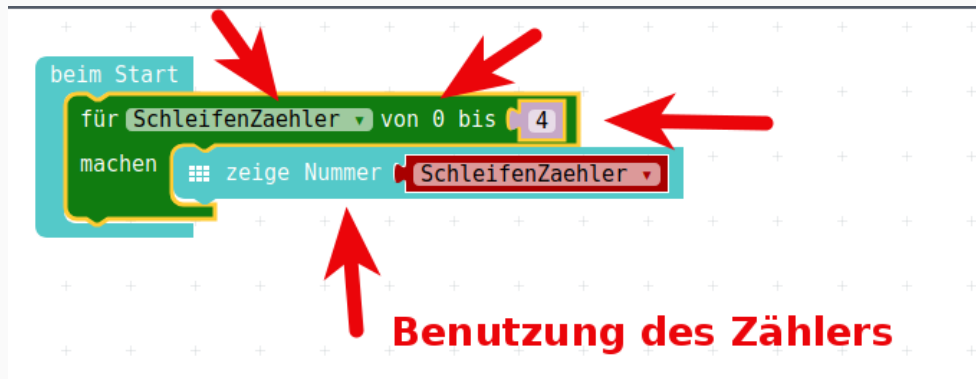 beim Start
für SchleifenZaehler von 0 bis 4
machen zeige Nummer SchleifenZaehler
Benutzung des Zählers